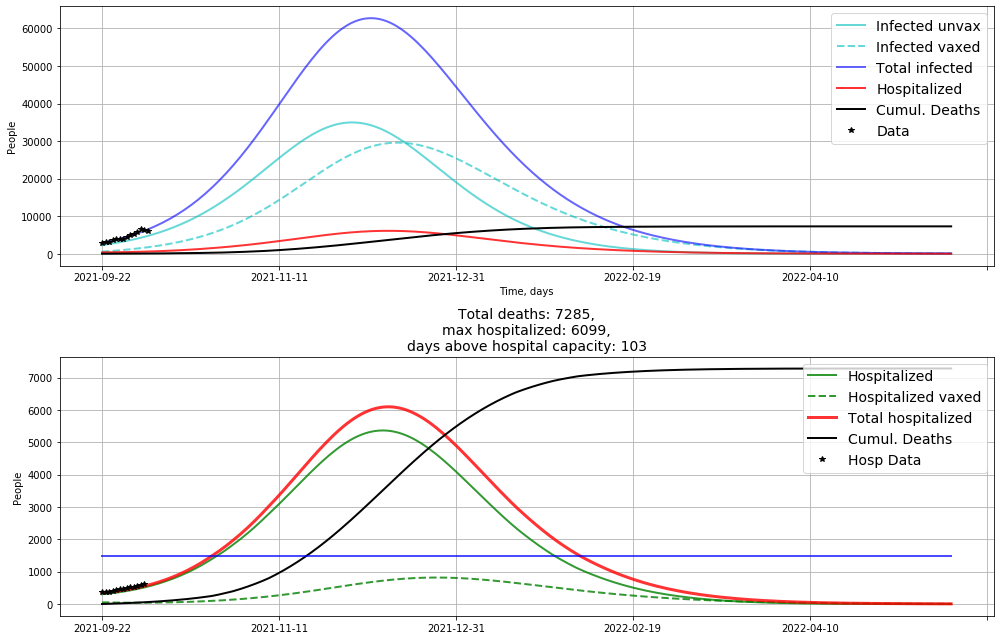 60000
50000
40000
30000
20000
10000
0
People
Infected unvax
Infected vaxed
Total infected
Hospitalized
Cumul. Deaths
Data
2021-09-22
2021-11-11
2021-12-31
2022-02-19
2022-04-10
Time, days
Total deaths: 7285,
max hospitalized: 6099,
days above hospital capacity: 103
7000
6000
5000
4000
3000
2000
1000
0
People
Hospitalized
Hospitalized vaxed
Total hospitalized
Cumul. Deaths
Hosp Data
2021-09-22
2021-11-11
2021-12-31
2022-02-19
2022-04-10